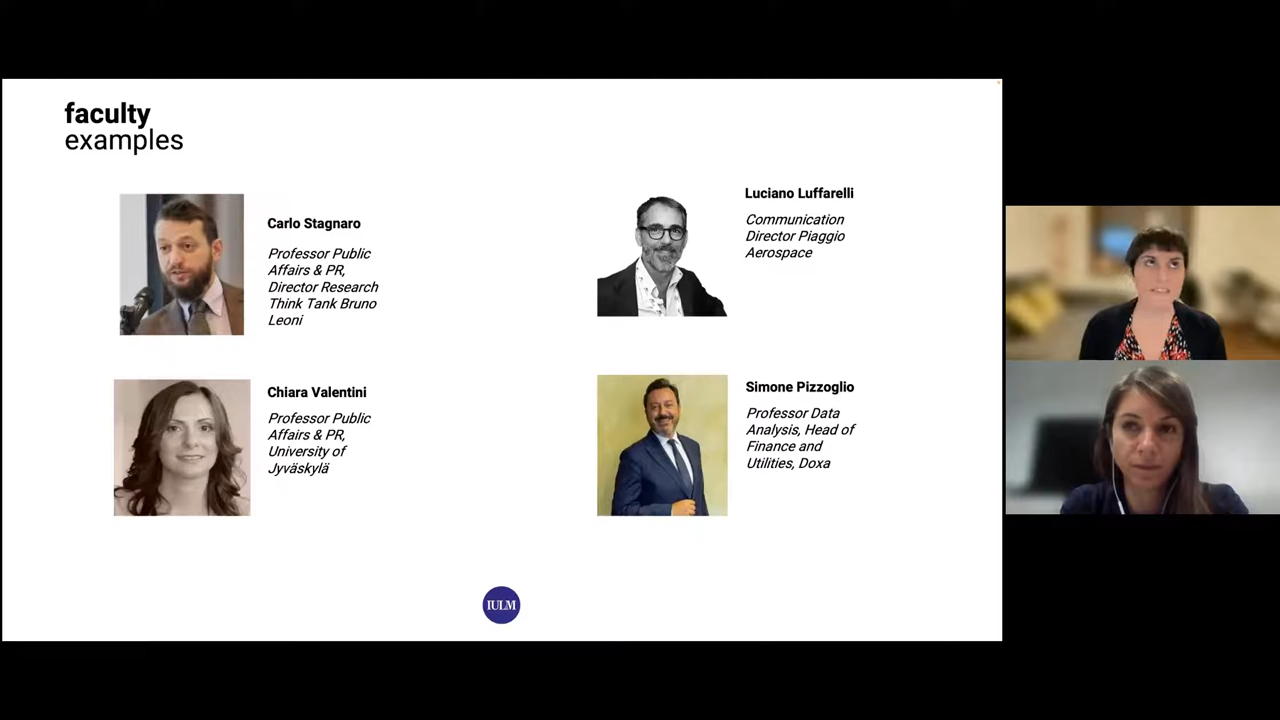 faculty
examples
Carlo Stagnaro
Professor Public
Affairs & PR,
Director Research
Think Tank Bruno
Leoni
Chiara Valentini
Professor Public
Affairs & PR,
University of
Jyväskylä
Luciano Luffarelli
Communication
Director Piaggio
Aerospace
Simone Pizzoglio
Professor Data
Analysis, Head of
Finance and
Utilities, Doxa
IULM